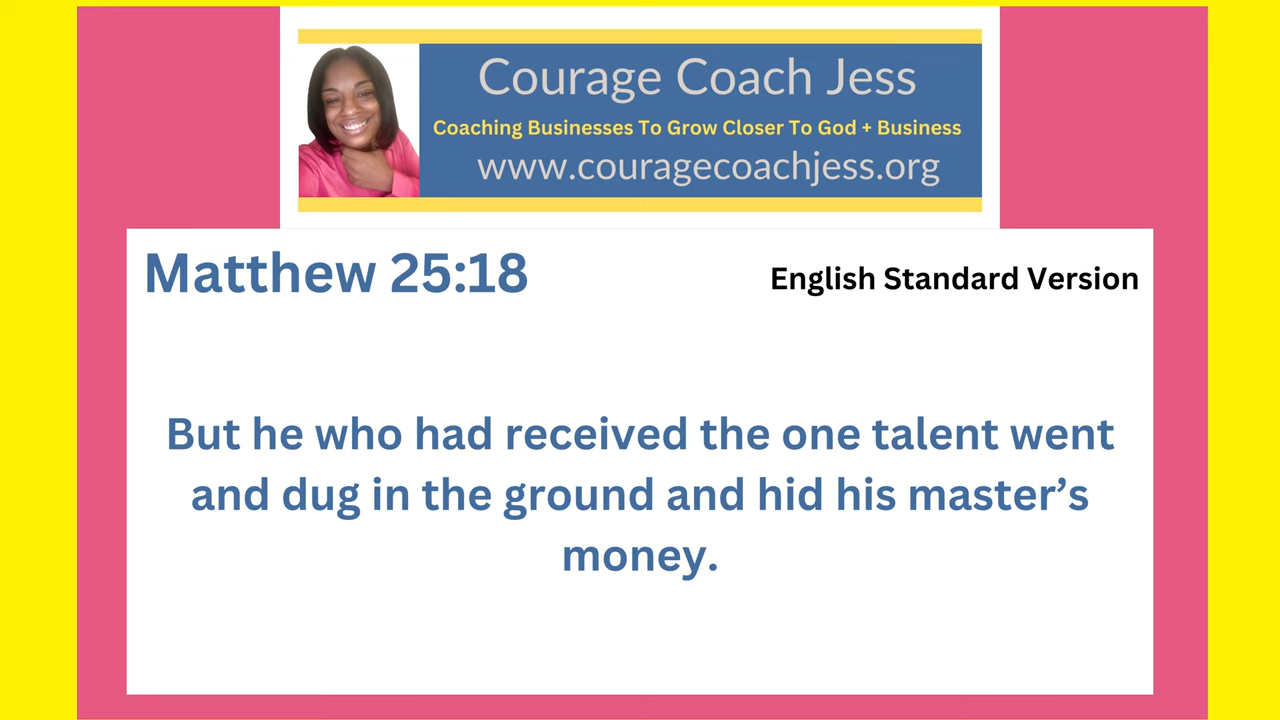 Courage Coach Jess
Coaching Businesses To Grow Closer To God + Business
www.couragecoachjess.org
Matthew 25:18
English Standard Version
But he who had received the one talent went
and dug in the ground and hid his master’s
money.